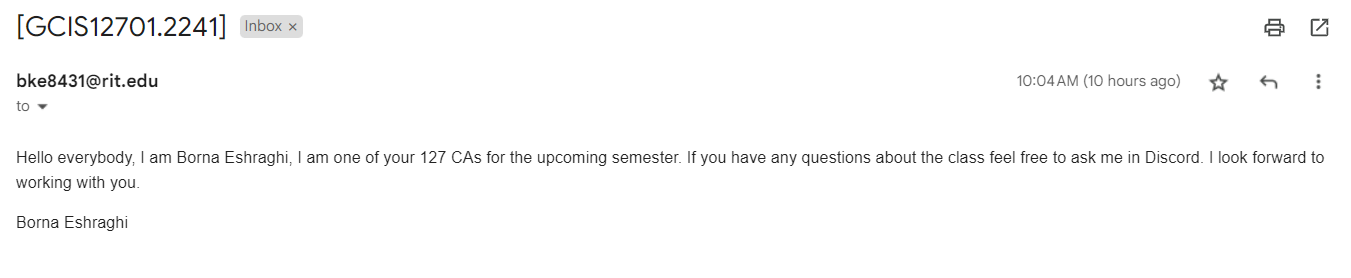 [GCIS12701.2241] Inbox ×
bke8431@rit.edu 10:04 AM (10 hours ago)
to
Hello everybody, I am Borna Eshraghi, I am one of your 127 CAs for the upcoming semester. If you have any questions about the class feel free to ask me in Discord. I look forward to
working with you.
Borna Eshraghi